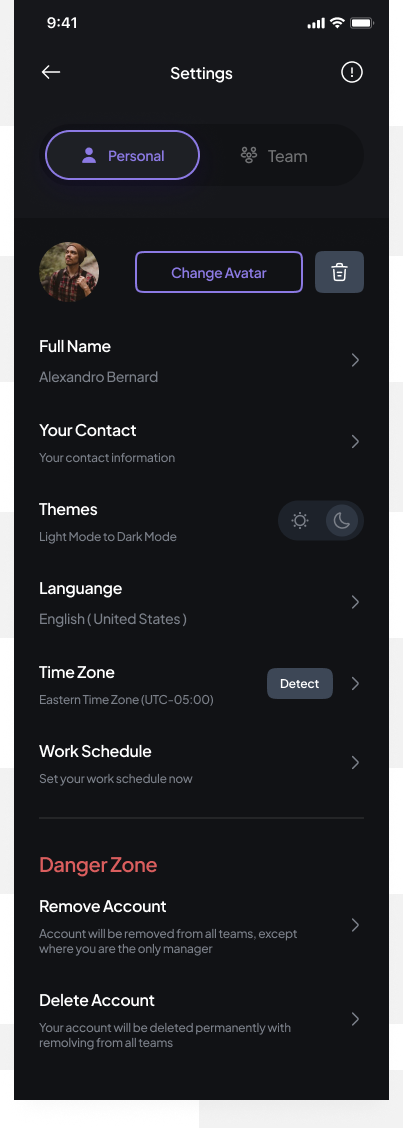 9:41
Settings
Personal
Team
Change Avatar
Full Name
Alexandro Bernard
Your Contact
Your contact information
Themes
Light Mode to Dark Mode
Languange
English ( United States )
Time Zone
Eastern Time Zone (UTC-05:00)
Detect
Work Schedule
Set your work schedule now
Danger Zone
Remove Account
Account will be removed from all teams, except
where you are the only manager
Delete Account
Your account will be deleted permanently with
remolving from all teams